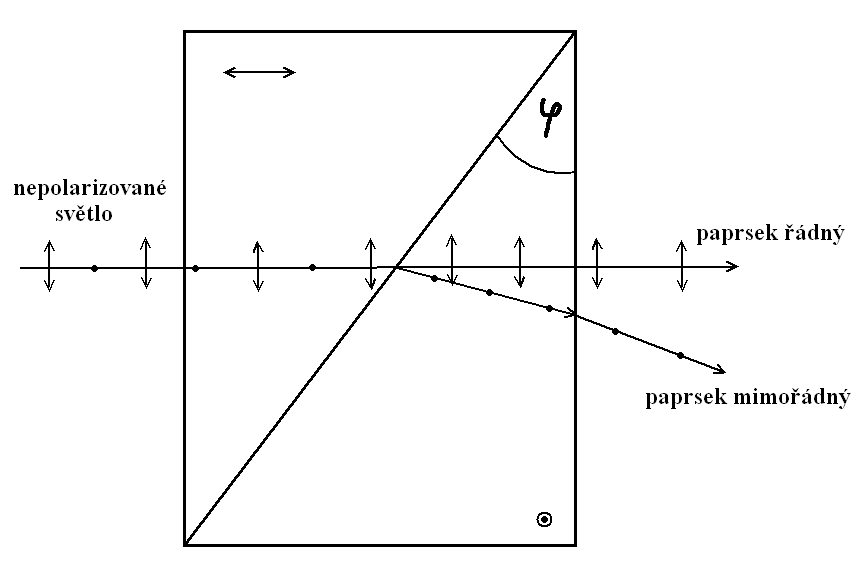 φ
nepolarizované
světlo
paprsek řádný
paprsek mimořádný